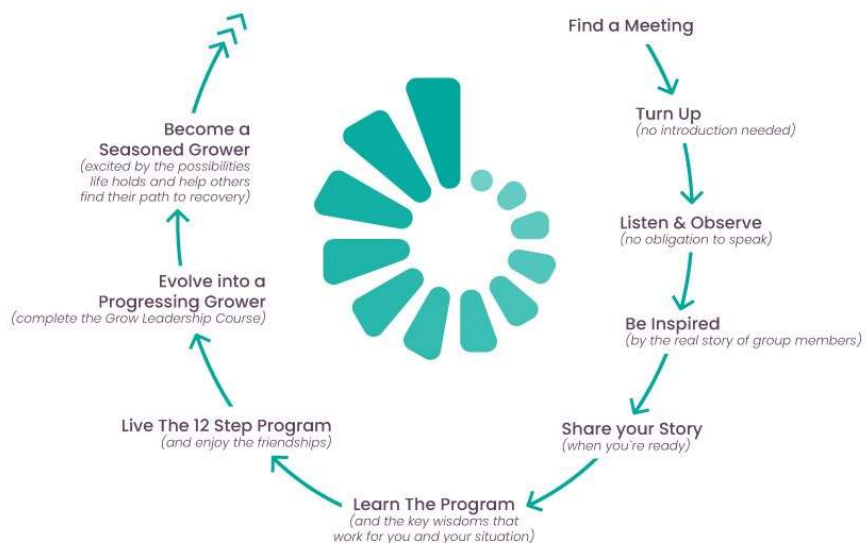 Find a Meeting
Turn Up
(no introduction needed)
Listen & Observe
(no obligation to speak)
Be Inspired
(by the real story of group members)
Share your Story
(when you`re ready)
Learn The Program
(and the key wisdoms that
work for you and your situation)
Live The 12 Step Program
(and enjoy the friendships)
Evolve into a
Progressing Grower
(complete the Grow Leadership Course)
Become a
Seasoned Grower
(excited by the possibilities
life holds and help others
find their path to recovery)